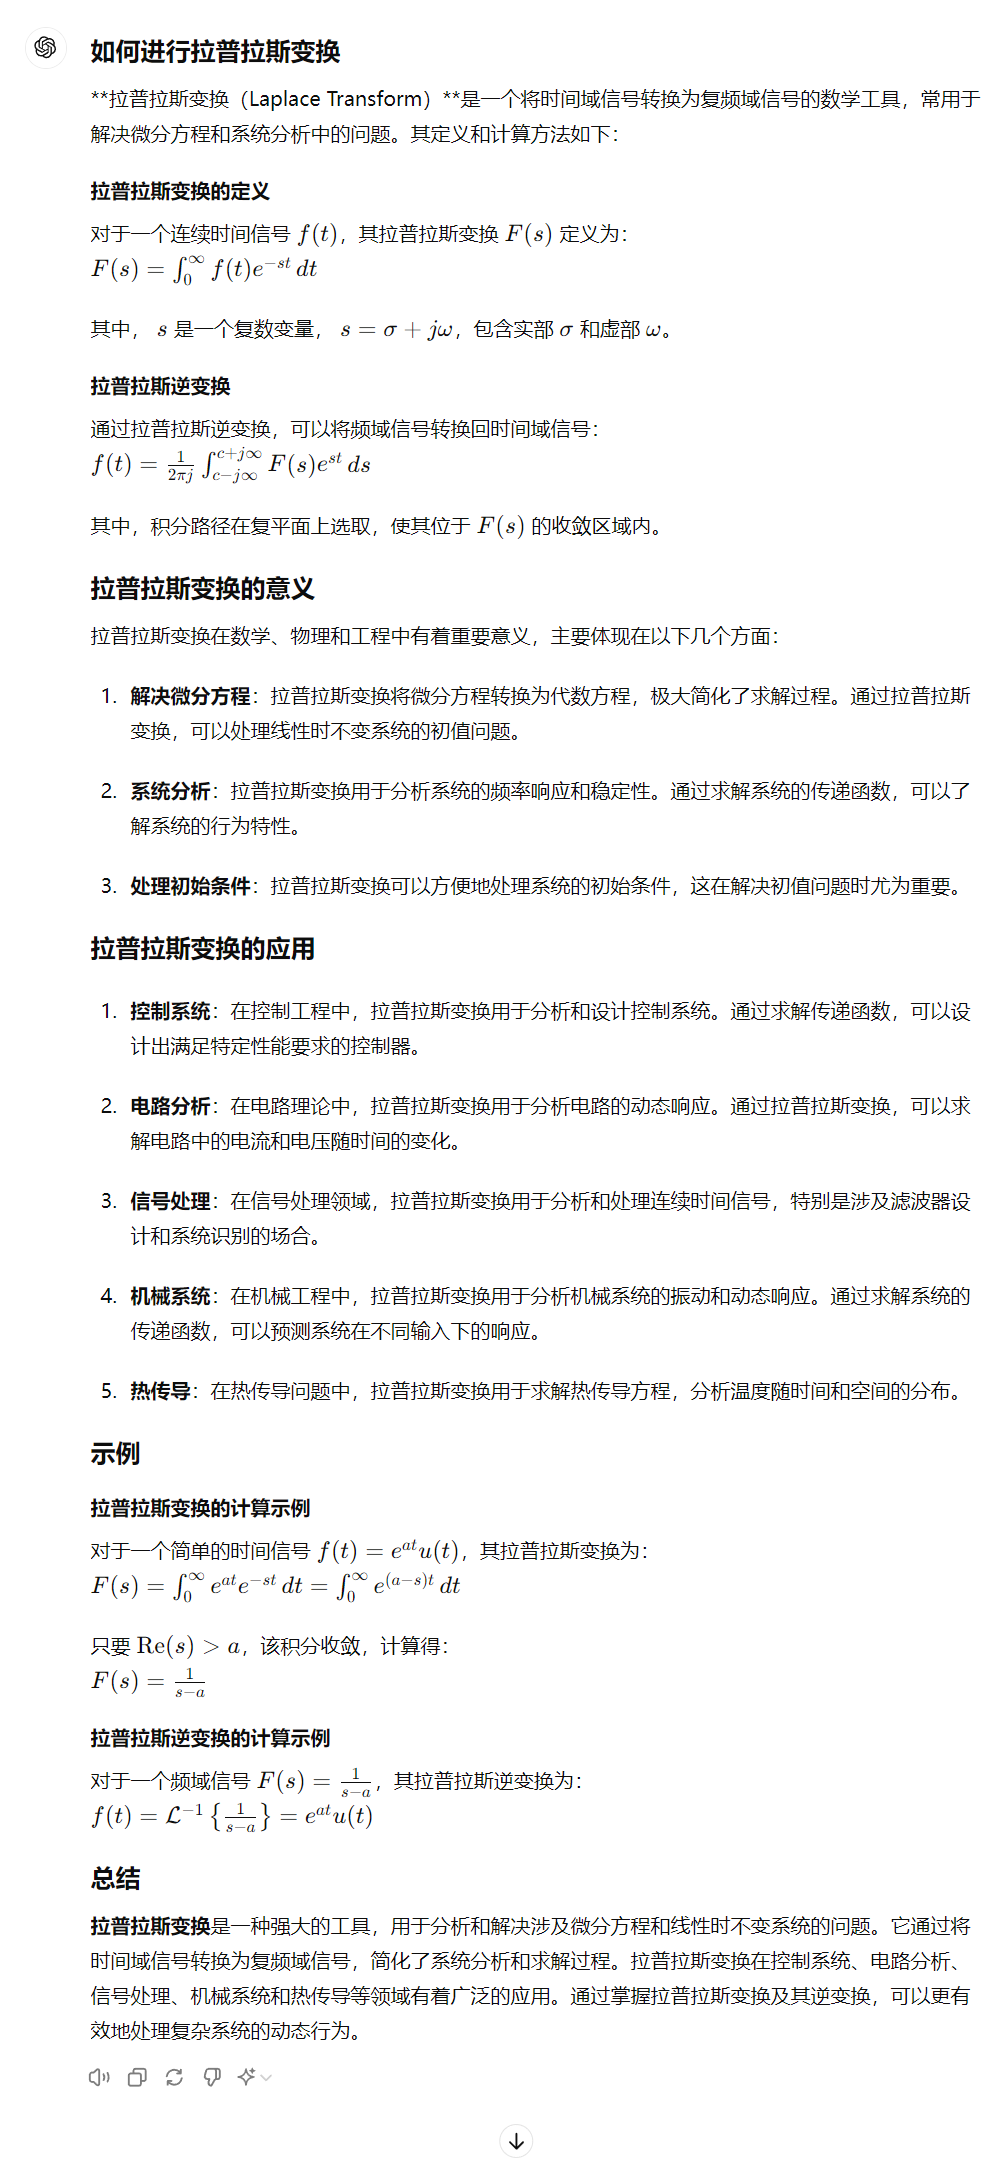 如何进行拉普拉斯变换
**拉普拉斯变换（Laplace Transform）**是一个将时间域信号转换为复频域信号的数学工具，常用于
解决微分方程和系统分析中的问题。其定义和计算方法如下：
拉普拉斯变换的定义
对于一个连续时间信号 f(t)，其拉普拉斯变换 F(s) 定义为：
F(s) = ∫₀^∞ f(t)e^{−st} dt
其中， s 是一个复数变量， s = σ + jω，包含实部 σ 和虚部 ω。
拉普拉斯逆变换
通过拉普拉斯逆变换，可以将频域信号转换回时间域信号：
f(t) = \frac{1}{2πj} ∫_{c−j∞}^{c+j∞} F(s)e^{st} ds
其中，积分路径在复平面上选取，使其位于 F(s) 的收敛区域内。
拉普拉斯变换的意义
拉普拉斯变换在数学、物理和工程中有着重要意义，主要体现在以下几个方面：
1. 解决微分方程：拉普拉斯变换将微分方程转换为代数方程，极大简化了求解过程。通过拉普拉斯
变换，可以处理线性时不变系统的初值问题。
2. 系统分析：拉普拉斯变换用于分析系统的频率响应和稳定性。通过求解系统的传递函数，可以了
解系统的行为特性。
3. 处理初始条件：拉普拉斯变换可以方便地处理系统的初始条件，这在解决初值问题时尤为重要。
拉普拉斯变换的应用
1. 控制系统：在控制工程中，拉普拉斯变换用于分析和设计控制系统。通过求解传递函数，可以设
计出满足特定性能要求的控制器。
2. 电路分析：在电路理论中，拉普拉斯变换用于分析电路的动态响应。通过拉普拉斯变换，可以求
解电路中的电流和电压随时间的变化。
3. 信号处理：在信号处理领域，拉普拉斯变换用于分析和处理连续时间信号，特别是涉及滤波器设
计和系统识别的场合。
4. 机械系统：在机械工程中，拉普拉斯变换用于分析机械系统的振动和动态响应。通过求解系统的
传递函数，可以预测系统在不同输入下的响应。
5. 热传导：在热传导问题中，拉普拉斯变换用于求解热传导方程，分析温度随时间和空间的分布。
示例
拉普拉斯变换的计算示例
对于一个简单的时间信号 f(t) = e^{at}u(t)，其拉普拉斯变换为：
F(s) = ∫₀^∞ e^{at}e^{−st} dt = ∫₀^∞ e^{(a−s)t} dt
只要 Re(s) > a，该积分收敛，计算得：
F(s) = \frac{1}{s−a}
拉普拉斯逆变换的计算示例
对于一个频域信号 F(s) = \frac{1}{s−a}，其拉普拉斯逆变换为：
f(t) = ℒ^{−1} {\frac{1}{s−a}} = e^{at}u(t)
总结
拉普拉斯变换是一种强大的工具，用于分析和解决涉及微分方程和线性时不变系统的问题。它通过将
时间域信号转换为复频域信号，简化了系统分析和求解过程。拉普拉斯变换在控制系统、电路分析、
信号处理、机械系统和热传导等领域有着广泛的应用。通过掌握拉普拉斯变换及其逆变换，可以更有
效地处理复杂系统的动态行为。